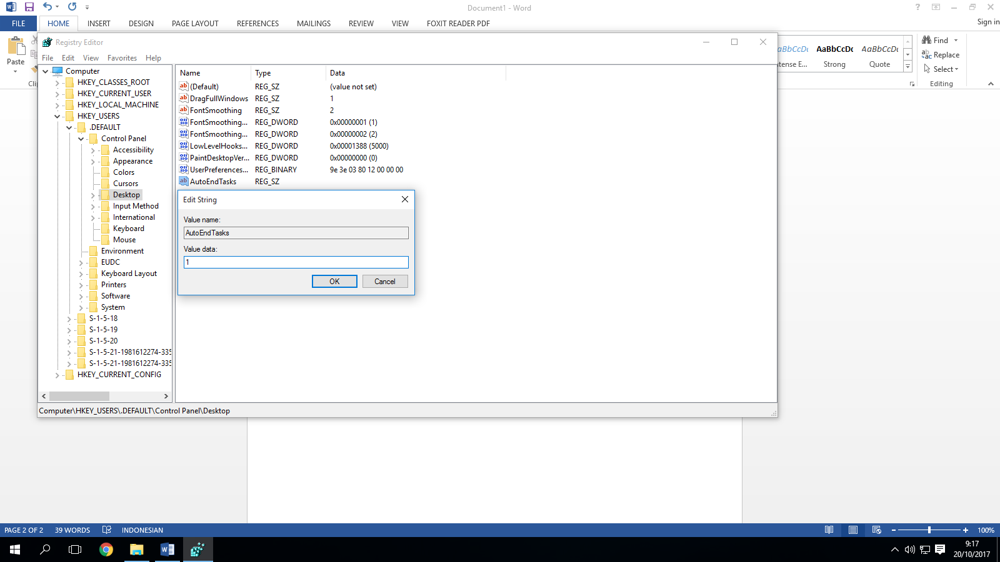 Document1 - Word
FILE HOME INSERT DESIGN PAGE LAYOUT REFERENCES MAILINGS REVIEW VIEW FOXIT READER PDF Sign in
Registry Editor
File Edit View Favorites Help
Paste
Clip
AaBbCcDc AaBbCcDc AaBbCcDc
tense E... Strong Quote
Find
Replace
Select
Editing
Computer
HKEY_CLASSES_ROOT
HKEY_CURRENT_USER
HKEY_LOCAL_MACHINE
HKEY_USERS
.DEFAULT
Control Panel
Accessibility
Appearance
Colors
Cursors
Desktop
Input Method
International
Keyboard
Mouse
Environment
EUDC
Keyboard Layout
Printers
Software
System
S-1-5-18
S-1-5-19
S-1-5-20
S-1-5-21-1981612274-335
S-1-5-21-1981612274-335
HKEY_CURRENT_CONFIG
Name Type Data
(Default) REG_SZ (value not set)
DragFullWindows REG_SZ 1
FontSmoothing REG_SZ 2
FontSmoothing... REG_DWORD 0x00000001 (1)
FontSmoothing... REG_DWORD 0x00000002 (2)
LowLevelHooks... REG_DWORD 0x00001388 (5000)
PaintDesktopVer... REG_DWORD 0x00000000 (0)
UserPreferences... REG_BINARY 9e 3e 03 80 12 00 00 00
AutoEndTasks REG_SZ
Edit String
Value name:
AutoEndTasks
Value data:
1
OK Cancel
Computer\HKEY_USERS\.DEFAULT\Control Panel\Desktop
PAGE 2 OF 2 39 WORDS INDONESIAN 100%
9:17
20/10/2017